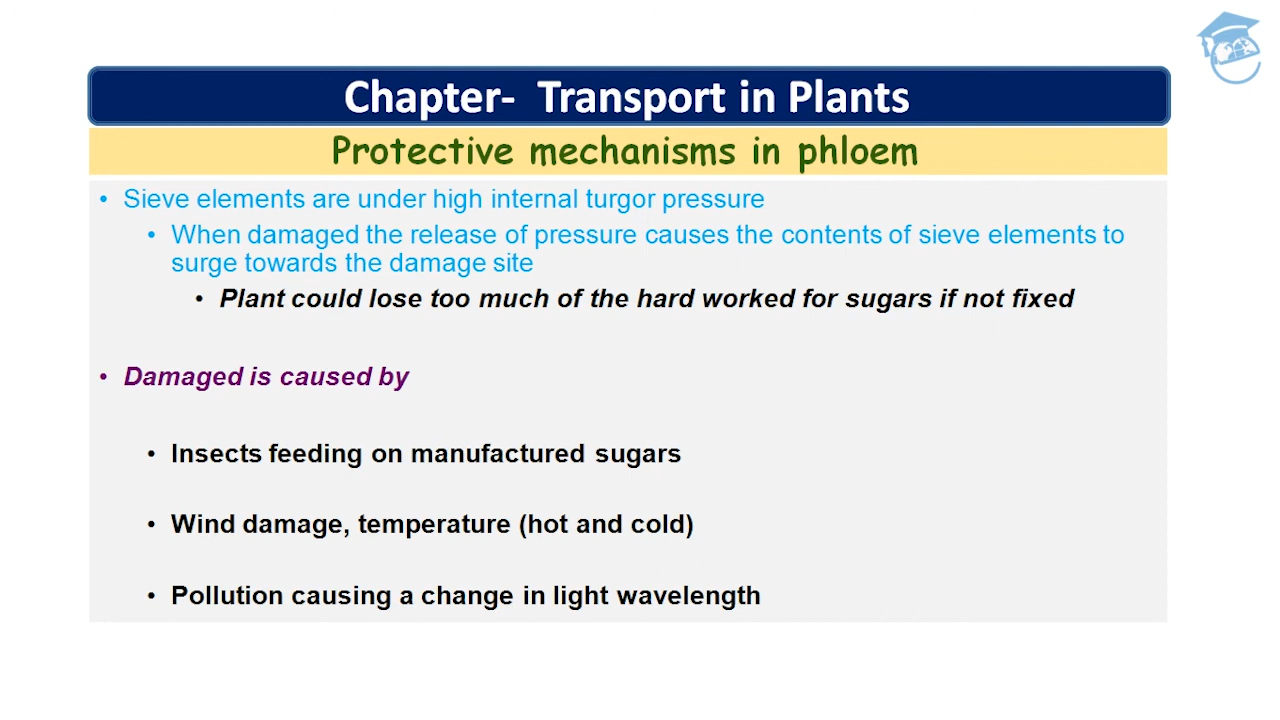 Chapter- Transport in Plants
Protective mechanisms in phloem
• Sieve elements are under high internal turgor pressure
• When damaged the release of pressure causes the contents of sieve elements to
surge towards the damage site
• Plant could lose too much of the hard worked for sugars if not fixed
• Damaged is caused by
• Insects feeding on manufactured sugars
• Wind damage, temperature (hot and cold)
• Pollution causing a change in light wavelength